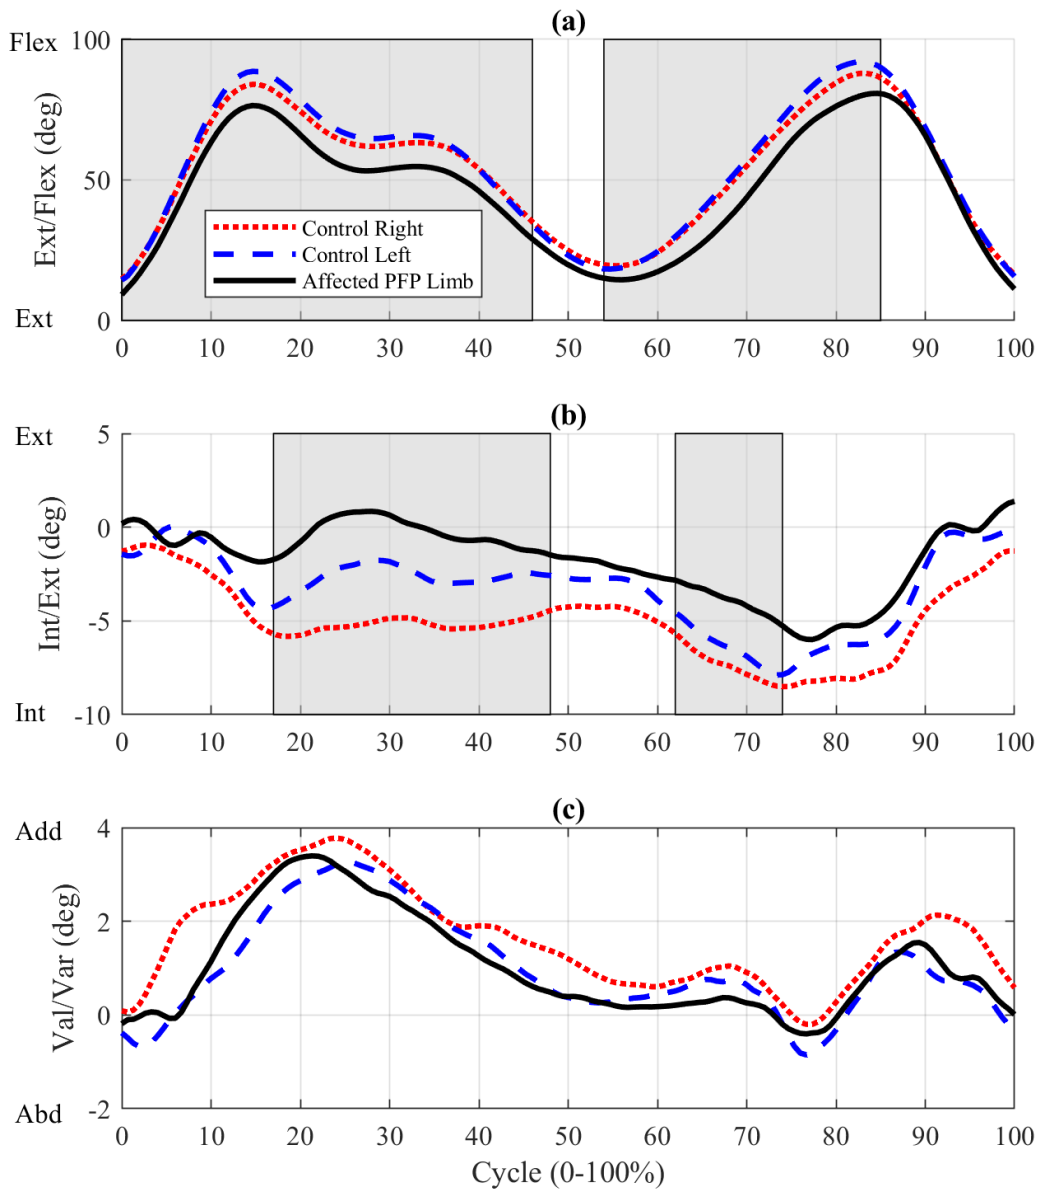 (a)
Flex 100
50
Ext 0
Ext/Flex (deg)
Control Right
Control Left
Affected PFP Limb
0 10 20 30 40 50 60 70 80 90 100
(b)
Ext 5
0
-5
Int -10
Int/Ext (deg)
0 10 20 30 40 50 60 70 80 90 100
(c)
Add 4
2
0
Abd -2
Val/Var (deg)
0 10 20 30 40 50 60 70 80 90 100
Cycle (0-100%)